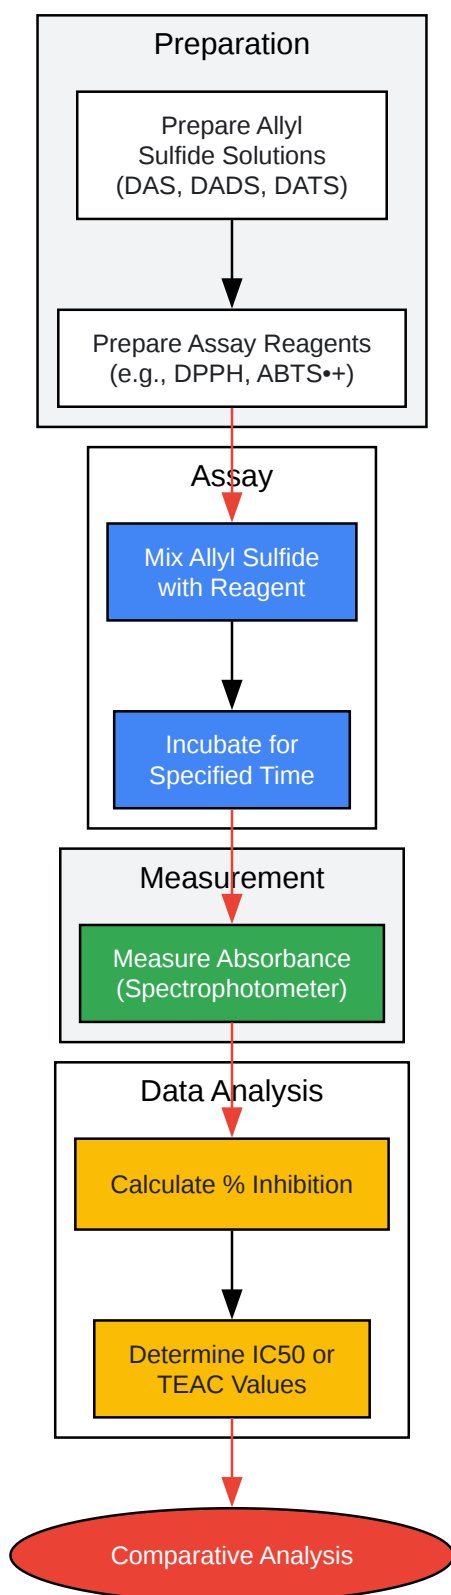 Preparation
Prepare Allyl
Sulfide Solutions
(DAS, DADS, DATS)
Prepare Assay Reagents
(e.g., DPPH, ABTS•+)
Assay
Mix Allyl Sulfide
with Reagent
Incubate for
Specified Time
Measurement
Measure Absorbance
(Spectrophotometer)
Data Analysis
Calculate % Inhibition
Determine IC50 or
TEAC Values
Comparative Analysis